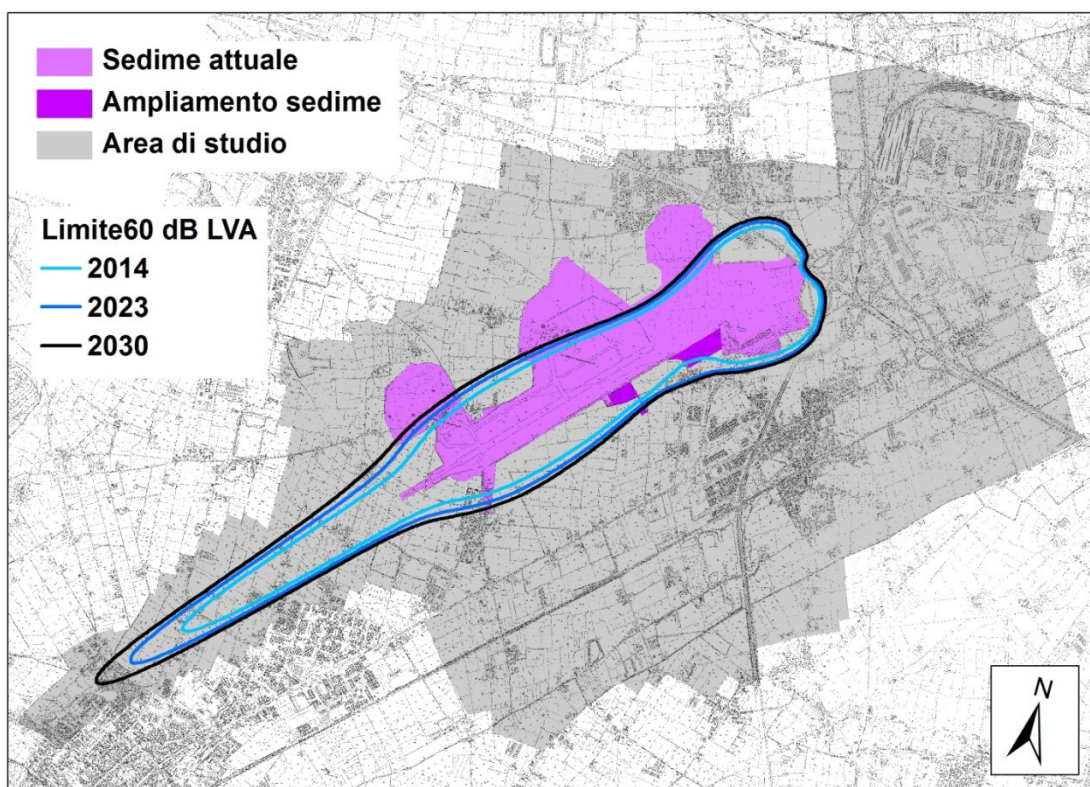 Sedime attuale
Ampliamento sedime
Area di studio
Limite60 dB LVA
2014
2023
2030
N